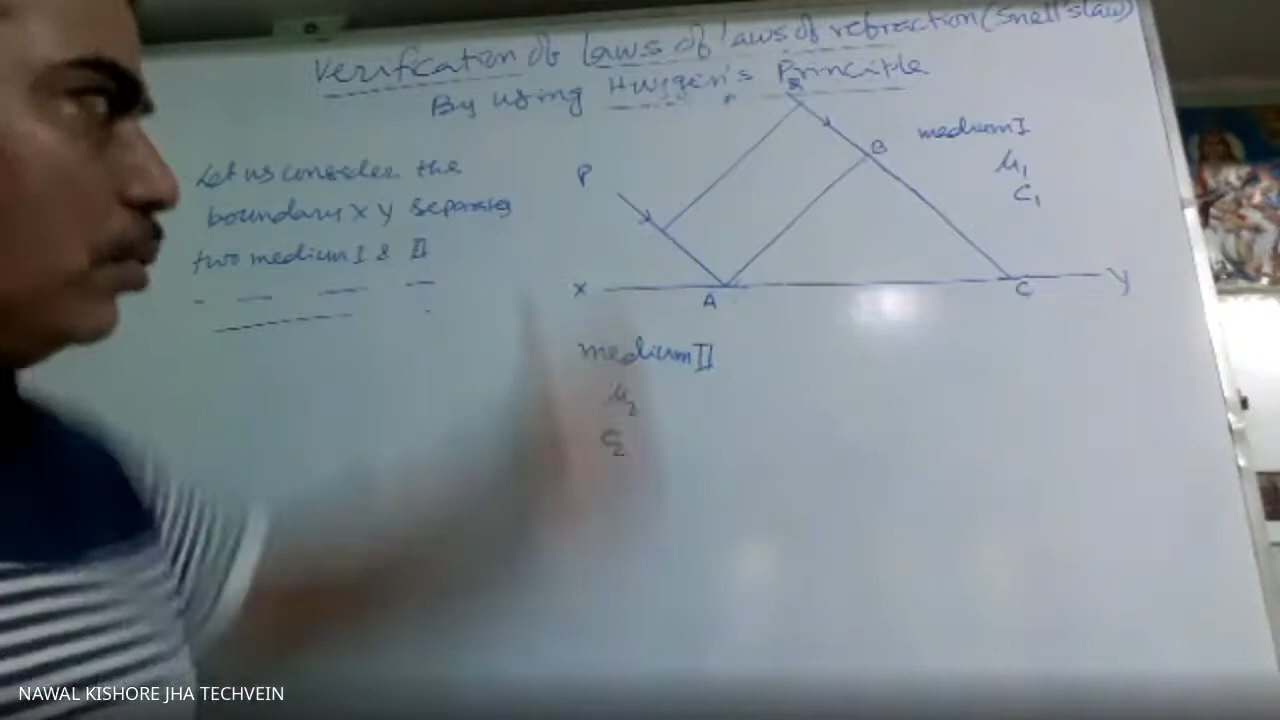 Verification of laws of laws of refraction (Snell's law)
By using Huygen's Principle
Let us consider the
boundary X Y separates
two medium I & II
P
B
medium I
μ₁
C₁
X
A
C
Y
medium II
μ₂
C₂
NAWAL KISHORE JHA TECHVEIN